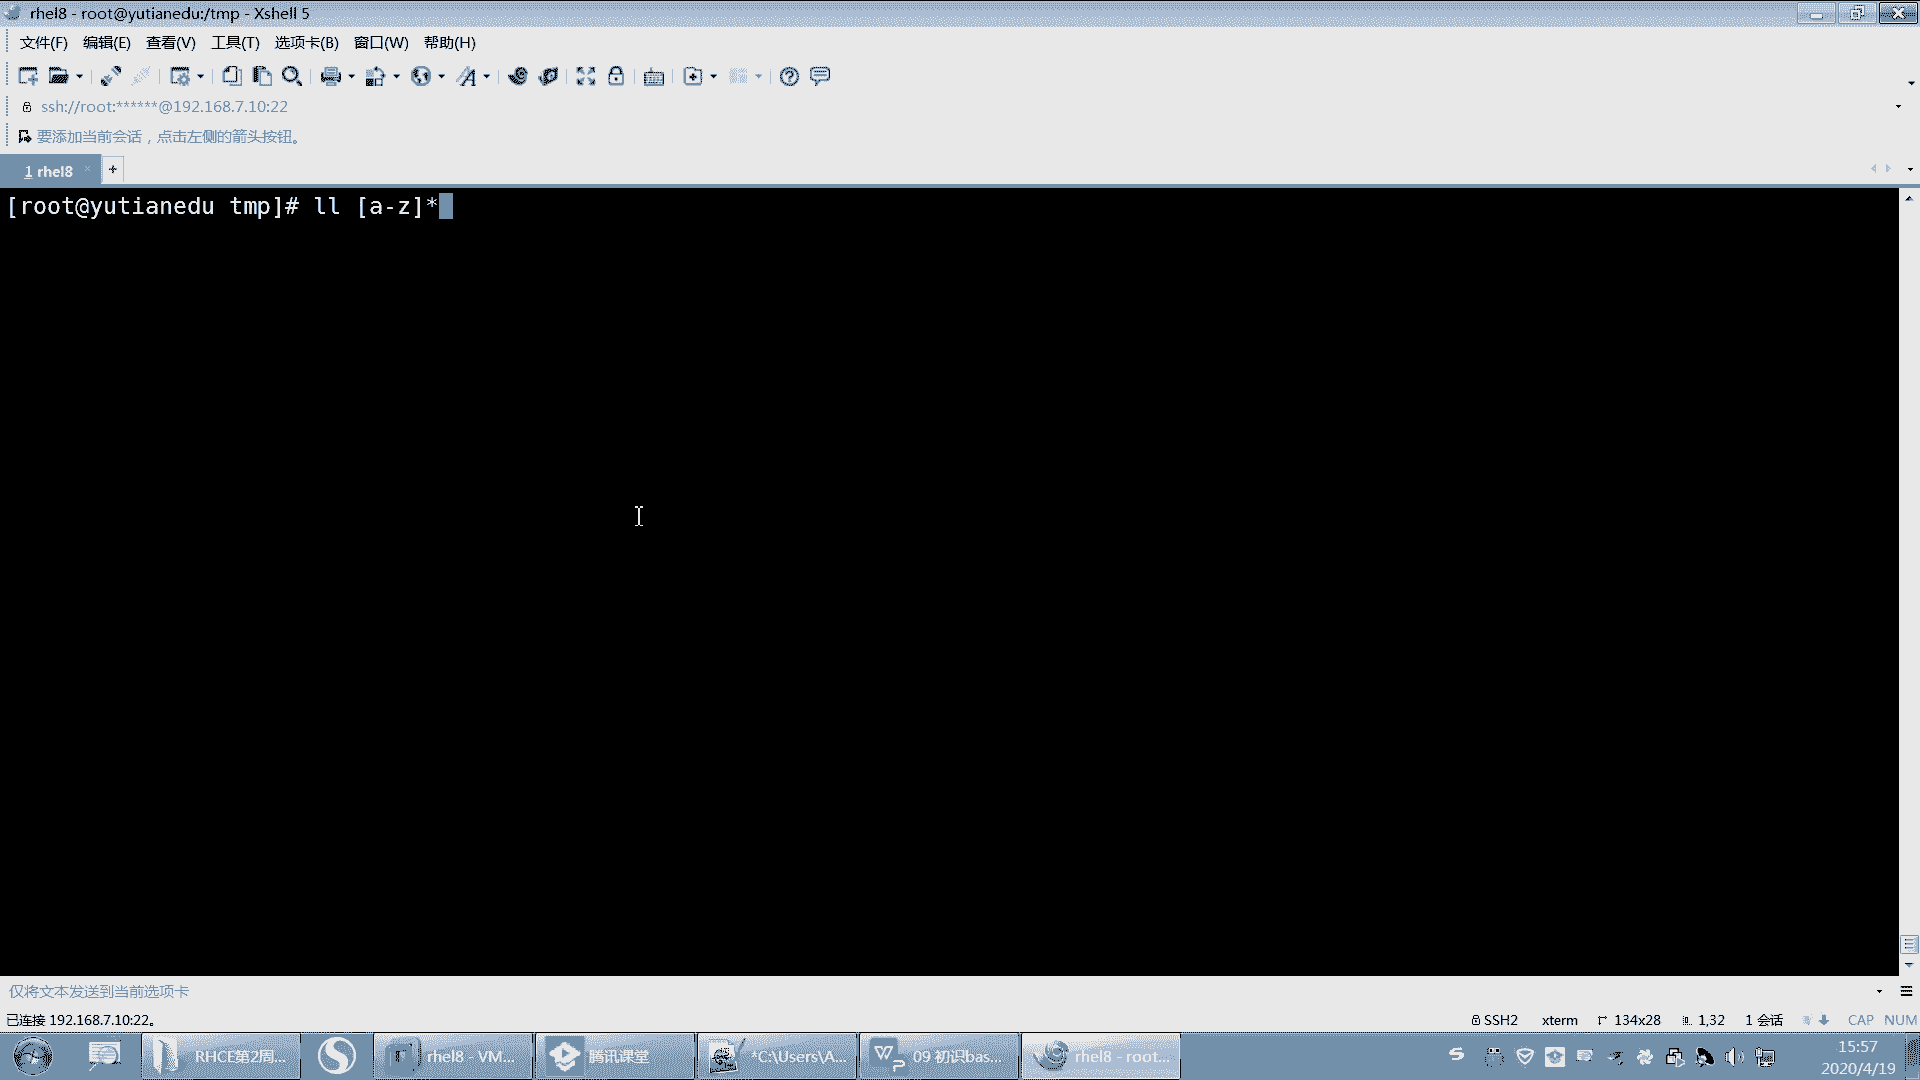 rhel8 - root@yutianedu:/tmp - Xshell 5
文件(F) 编辑(E) 查看(V) 工具(T) 选项卡(B) 窗口(W) 帮助(H)
ssh://root:******@192.168.7.10:22
要添加当前会话，点击左侧的箭头按钮。
1 rhel8
[root@yutianedu tmp]# ll [a-z]*
仅将文本发送到当前选项卡
已连接 192.168.7.10:22。 SSH2 xterm 134x28 1,32 1 会话 CAP NUM
RHCE第2周... rhel8 - VM... 腾讯课堂 *C:\Users\A... 09 初识bas... rhel8 - root... 15:57
2020/4/19